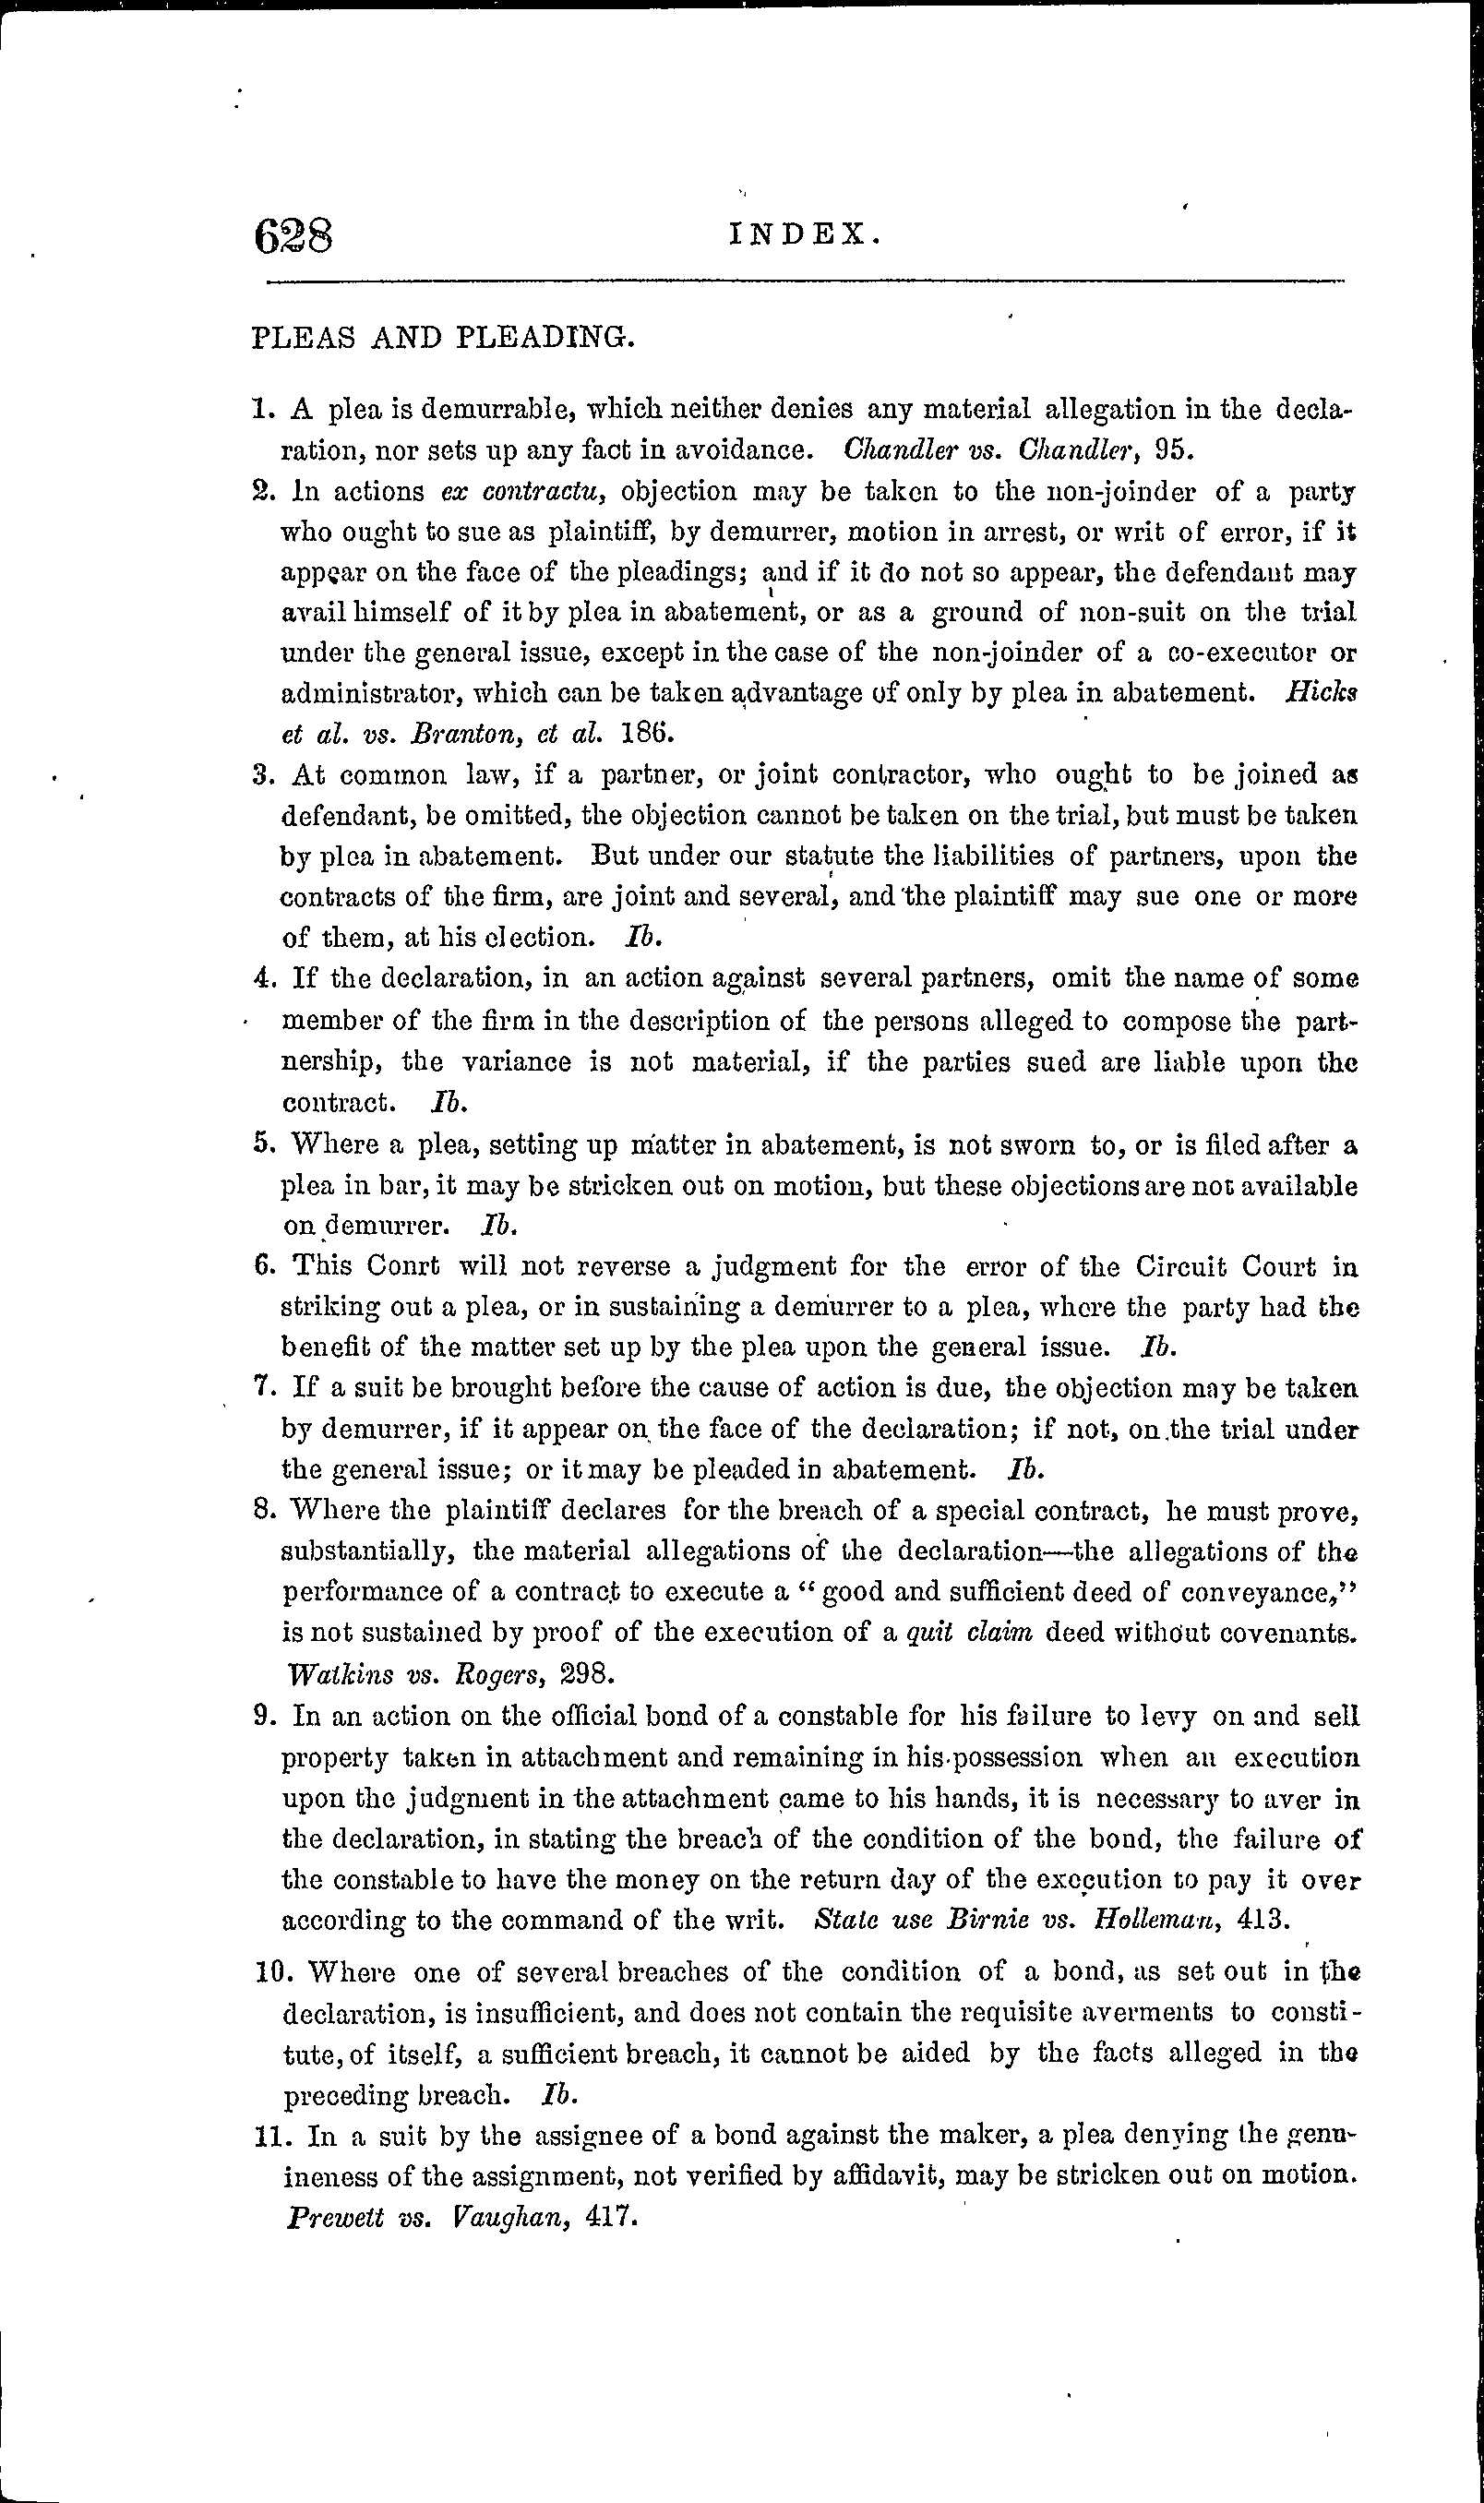 628
INDEX.
PLEAS AND PLEADING.
1. A plea is demurrable, which neither denies any material allegation in the decla-
ration, nor sets up any fact in avoidance. Chandler vs. Chandler, 95.
2. In actions ex contractu, objection may be taken to the non-joinder of a party
who ought to sue as plaintiff, by demurrer, motion in arrest, or writ of error, if it
appear on the face of the pleadings; and if it do not so appear, the defendant may
avail himself of it by plea in abatement, or as a ground of non-suit on the trial
under the general issue, except in the case of the non-joinder of a co-executor or
administrator, which can be taken advantage of only by plea in abatement. Hicks
et al. vs. Branton, et al. 186.
3. At common law, if a partner, or joint contractor, who ought to be joined as
defendant, be omitted, the objection cannot be taken on the trial, but must be taken
by plea in abatement. But under our statute the liabilities of partners, upon the
contracts of the firm, are joint and several, and the plaintiff may sue one or more
of them, at his election. Ib.
4. If the declaration, in an action against several partners, omit the name of some
member of the firm in the description of the persons alleged to compose the part-
nership, the variance is not material, if the parties sued are liable upon the
contract. Ib.
5. Where a plea, setting up matter in abatement, is not sworn to, or is filed after a
plea in bar, it may be stricken out on motion, but these objections are not available
on demurrer. Ib.
6. This Conrt will not reverse a judgment for the error of the Circuit Court in
striking out a plea, or in sustaining a demurrer to a plea, where the party had the
benefit of the matter set up by the plea upon the general issue. Ib.
7. If a suit be brought before the cause of action is due, the objection may be taken
by demurrer, if it appear on the face of the declaration; if not, on the trial under
the general issue; or it may be pleaded in abatement. Ib.
8. Where the plaintiff declares for the breach of a special contract, he must prove,
substantially, the material allegations of the declaration—the allegations of the
performance of a contract to execute a "good and sufficient deed of conveyance,"
is not sustained by proof of the execution of a quit claim deed without covenants.
Watkins vs. Rogers, 298.
9. In an action on the official bond of a constable for his failure to levy on and sell
property taken in attachment and remaining in his possession when an execution
upon the judgment in the attachment came to his hands, it is necessary to aver in
the declaration, in stating the breach of the condition of the bond, the failure of
the constable to have the money on the return day of the execution to pay it over
according to the command of the writ. State use Birnie vs. Holleman, 413.
10. Where one of several breaches of the condition of a bond, as set out in the
declaration, is insufficient, and does not contain the requisite averments to consti-
tute, of itself, a sufficient breach, it cannot be aided by the facts alleged in the
preceding breach. Ib.
11. In a suit by the assignee of a bond against the maker, a plea denying the genu-
ineness of the assignment, not verified by affidavit, may be stricken out on motion.
Prewett vs. Vaughan, 417.